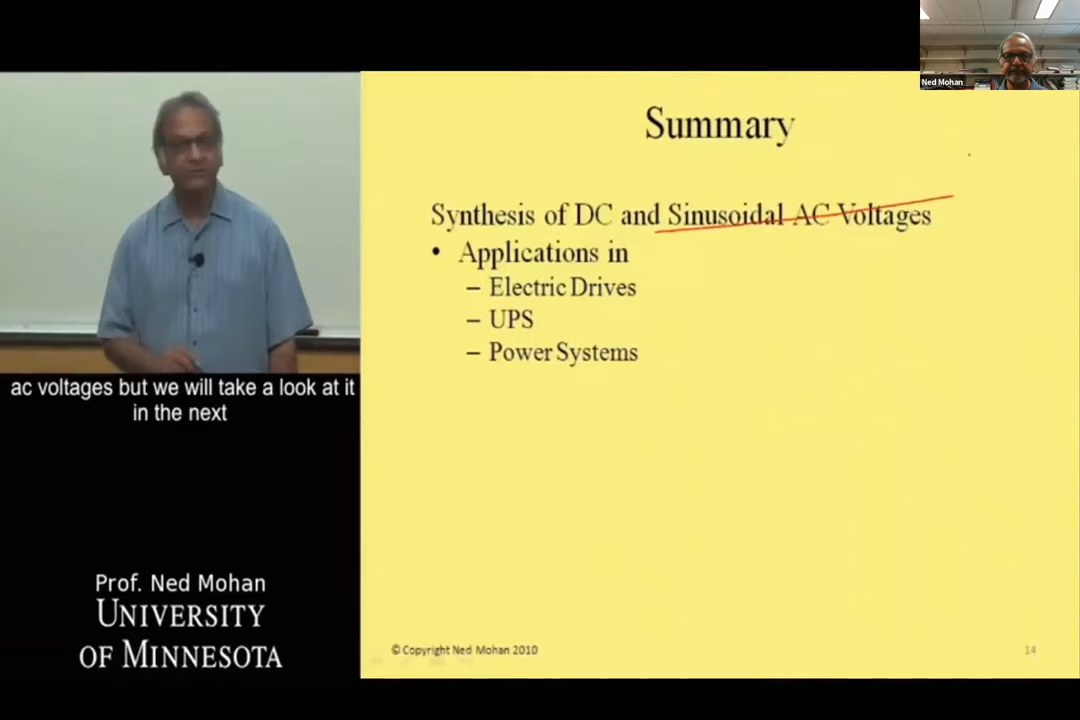 Ned Mohan
Summary
Synthesis of DC and Sinusoidal AC Voltages
• Applications in
– Electric Drives
– UPS
– Power Systems
ac voltages but we will take a look at it
in the next
Prof. Ned Mohan
UNIVERSITY
OF MINNESOTA
© Copyright Ned Mohan 2010
14